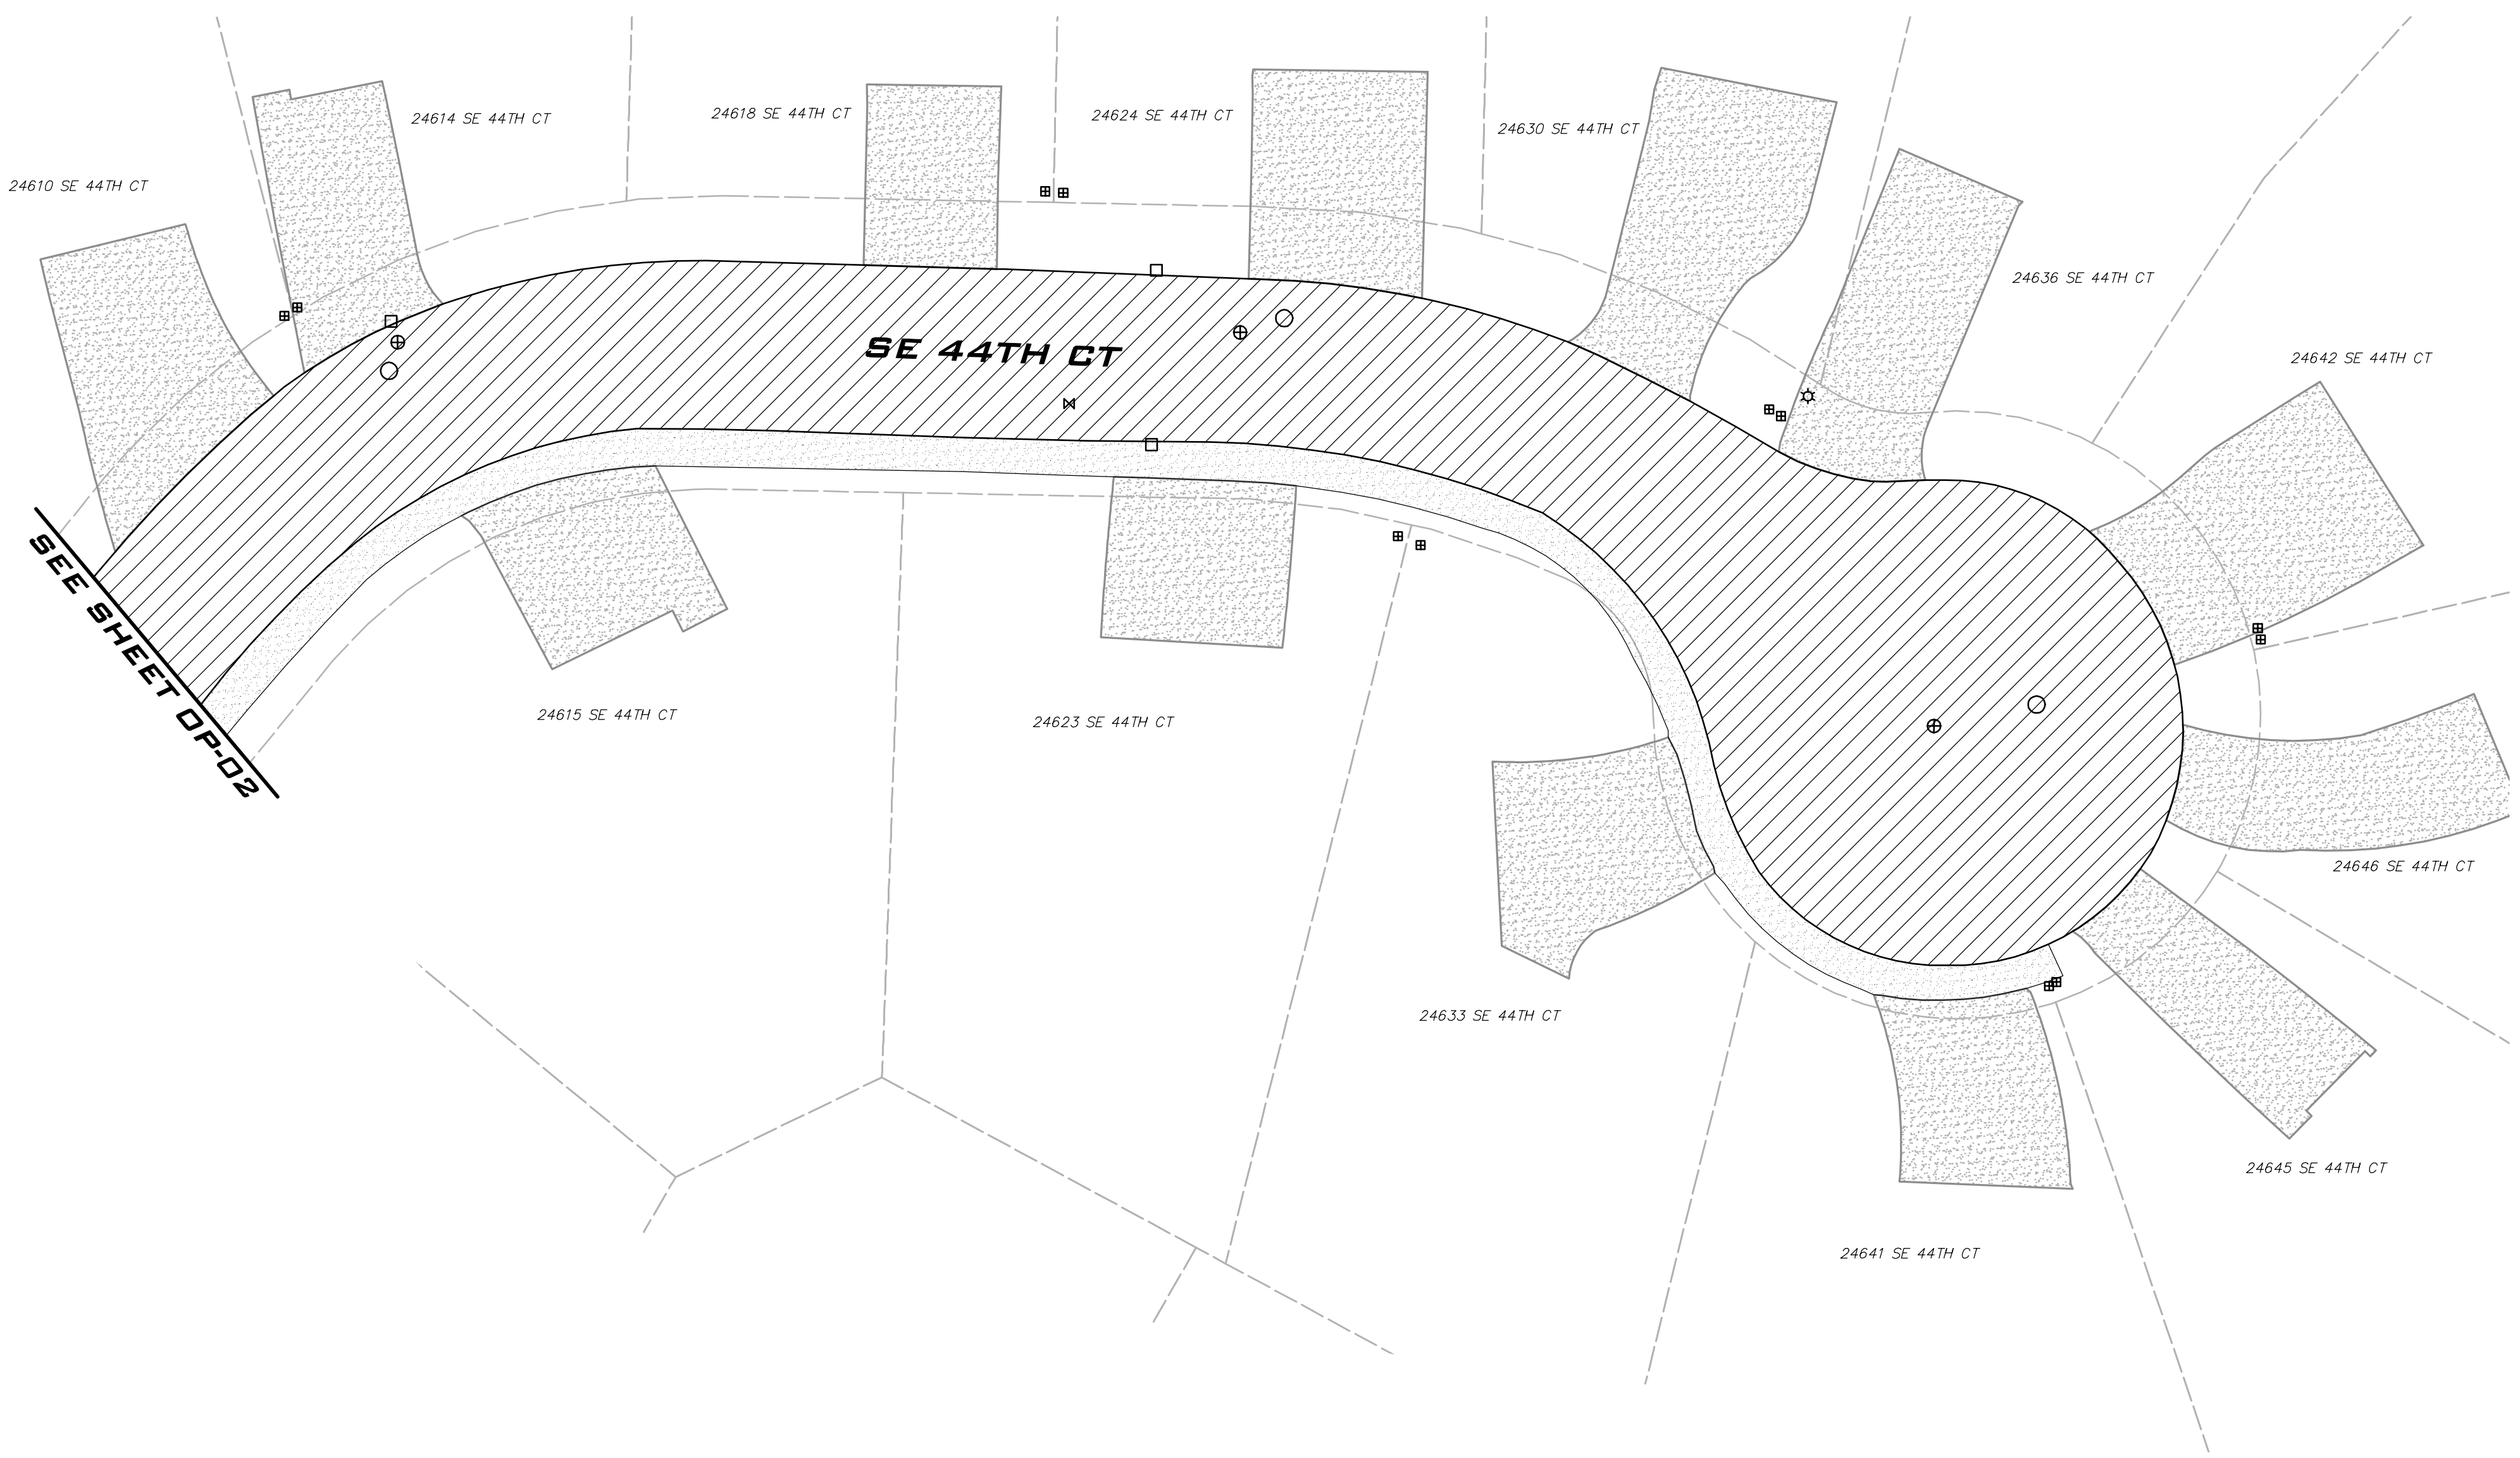 24614 SE 44TH CT
24618 SE 44TH CT
24624 SE 44TH CT
24630 SE 44TH CT
24610 SE 44TH CT
24636 SE 44TH CT
SE 44TH CT
24642 SE 44TH CT
SEE SHEET OP-02
24615 SE 44TH CT
24623 SE 44TH CT
24646 SE 44TH CT
24633 SE 44TH CT
24645 SE 44TH CT
24641 SE 44TH CT